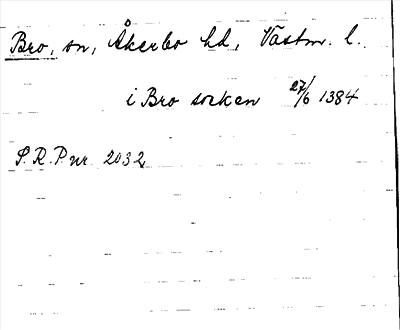 Bro, sn, Åkerbo hd, Västm. l.
i Bro socken 27/6 1384
S.R.P. nr. 2032